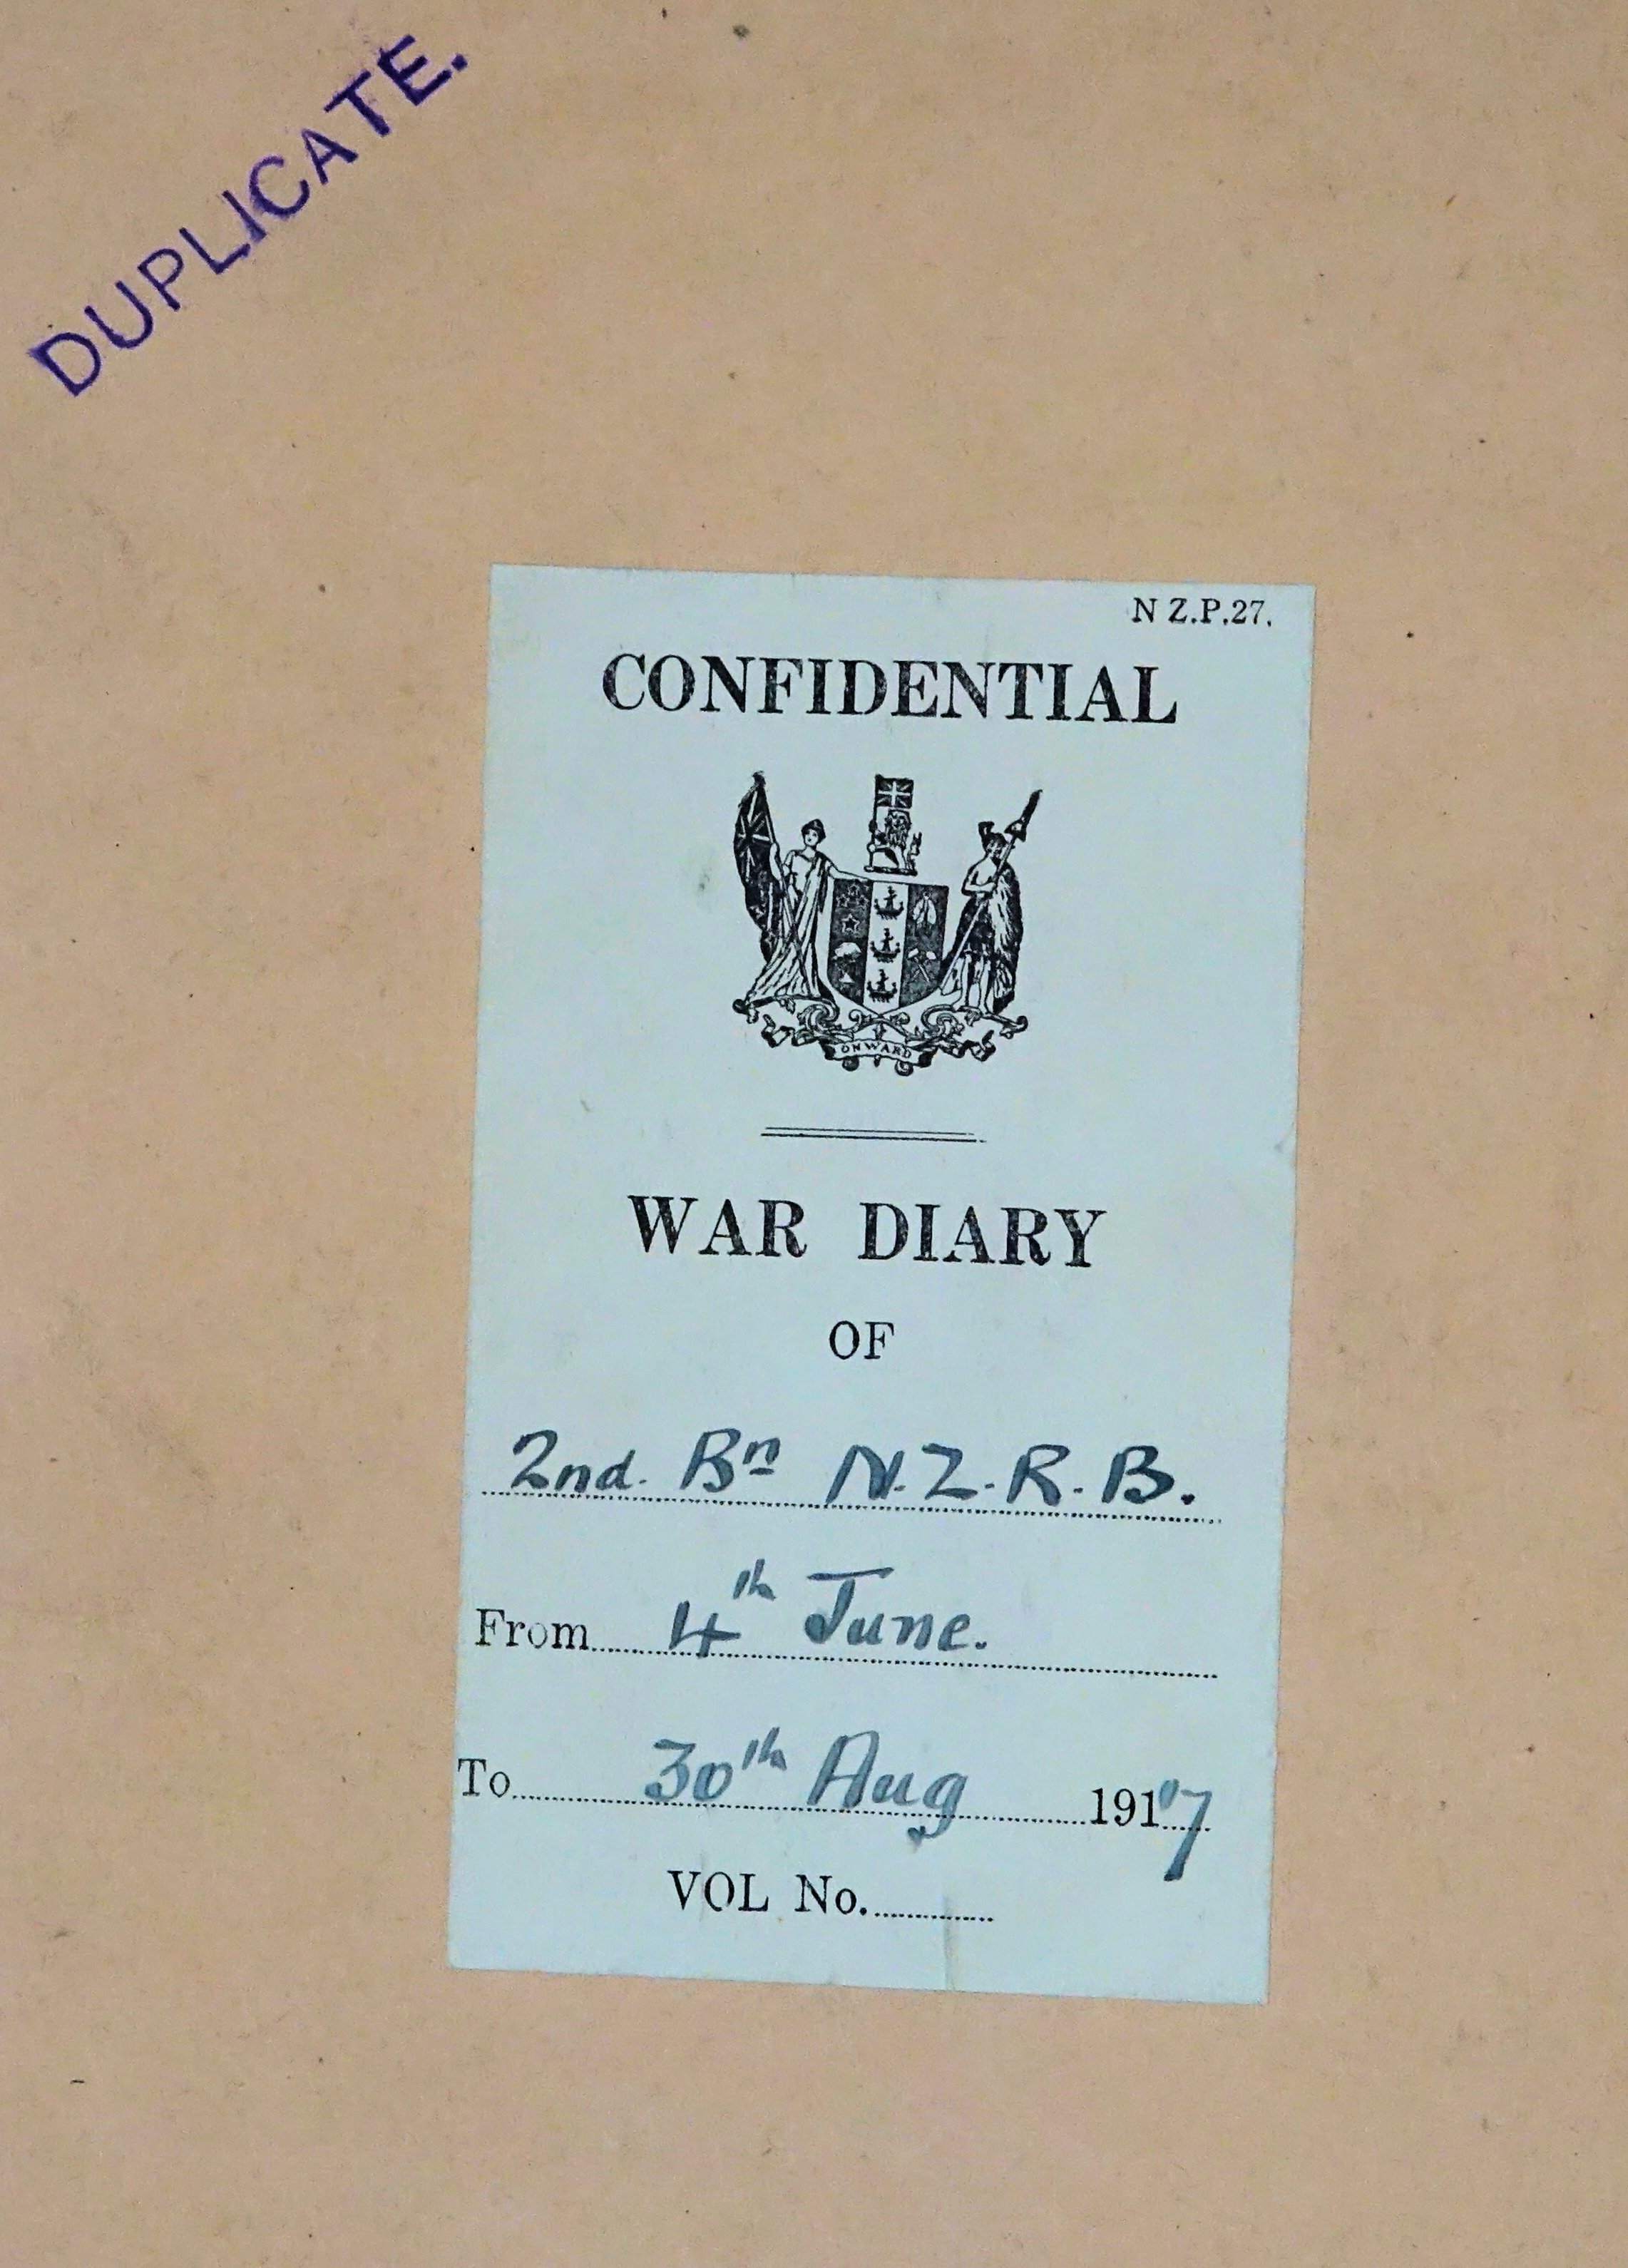 DUPLICATE.
N Z.P.27.
CONFIDENTIAL
ONWARD
WAR DIARY
OF
2nd. Bn N.Z.R.B.
From 4th June.
To 30th Aug 1917
VOL No.